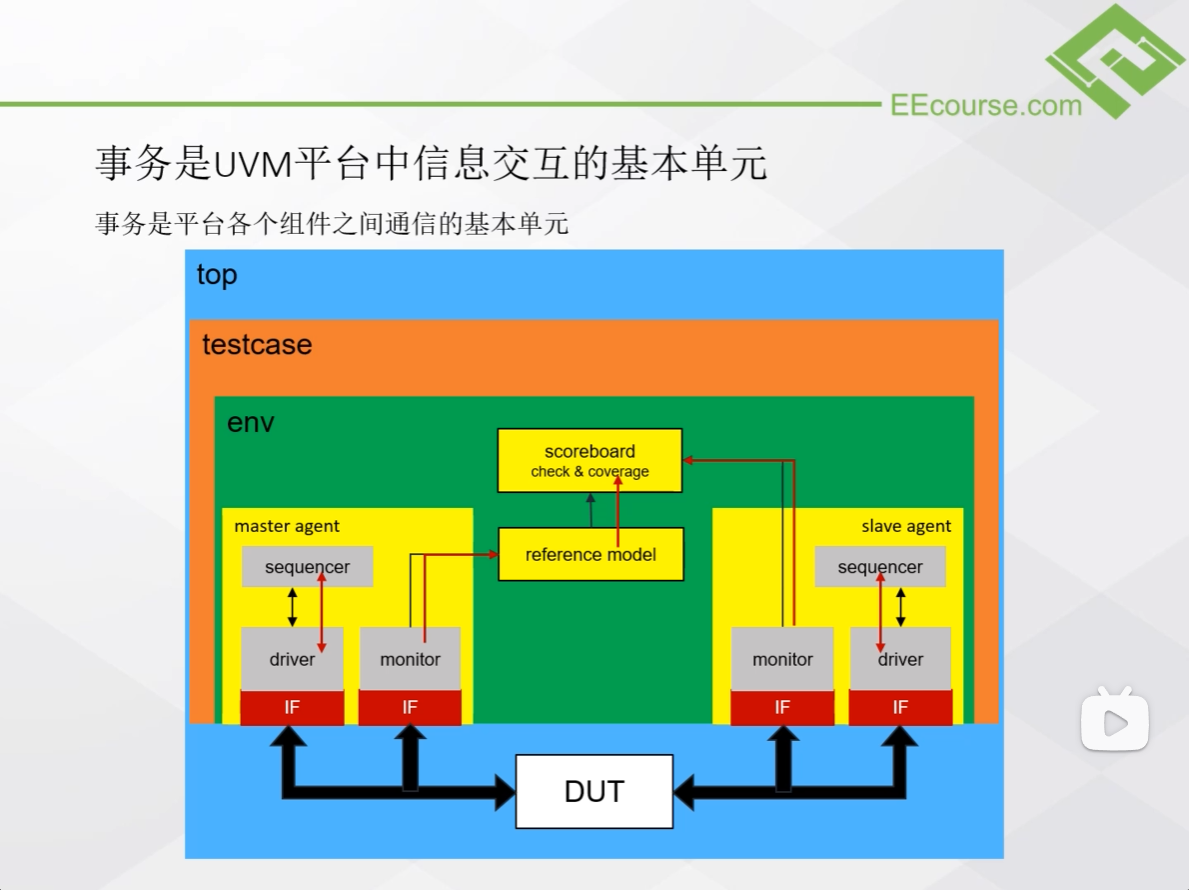 EEcourse.com
事务是UVM平台中信息交互的基本单元
事务是平台各个组件之间通信的基本单元
top
testcase
env
scoreboard
check & coverage
reference model
master agent
sequencer
driver
monitor
IF
IF
slave agent
sequencer
monitor
driver
IF
IF
DUT